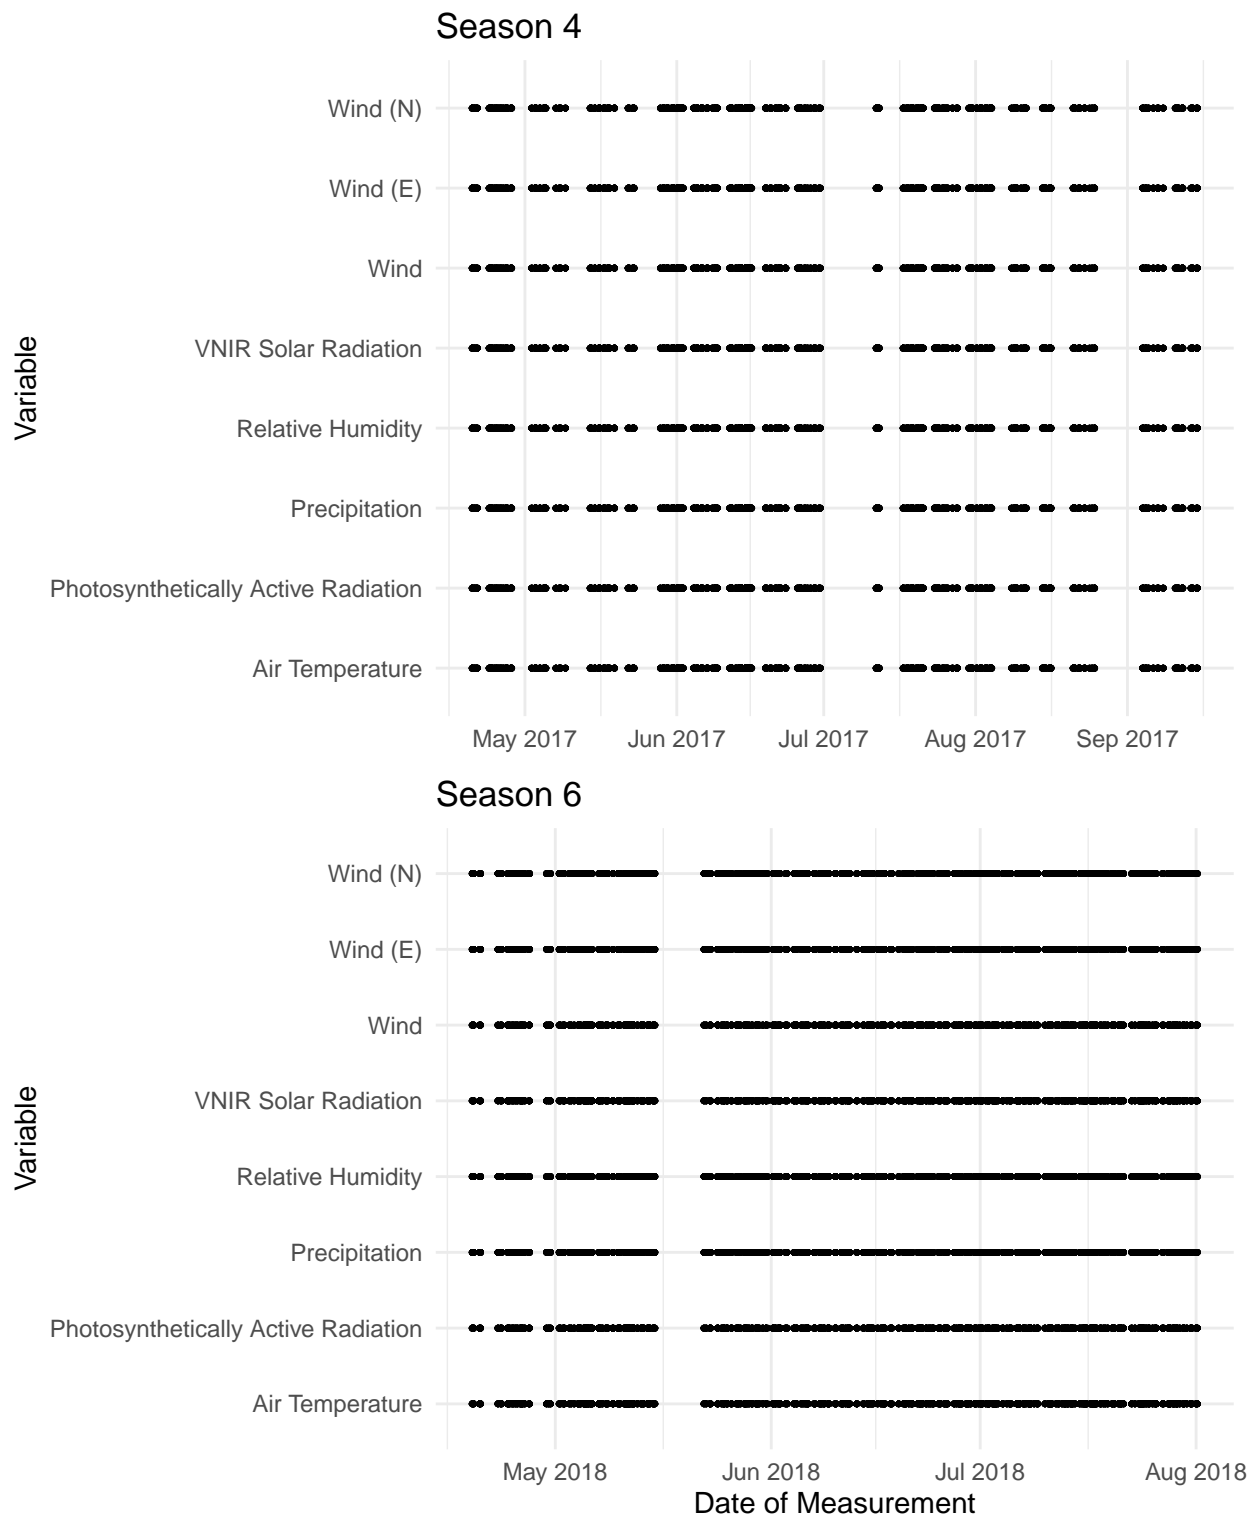 Season 4
Wind (N)
Wind (E)
Wind
VNIR Solar Radiation
Relative Humidity
Precipitation
Photosynthetically Active Radiation
Air Temperature
Variable
May 2017 Jun 2017 Jul 2017 Aug 2017 Sep 2017
Season 6
Wind (N)
Wind (E)
Wind
VNIR Solar Radiation
Relative Humidity
Precipitation
Photosynthetically Active Radiation
Air Temperature
Variable
May 2018 Jun 2018 Jul 2018 Aug 2018
Date of Measurement